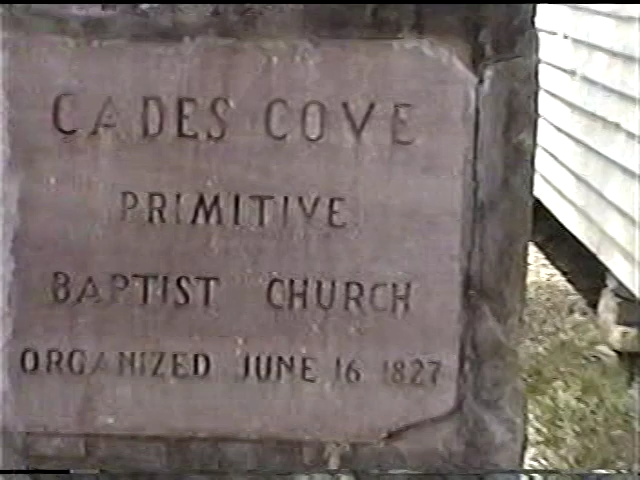 CADES COVE
PRIMITIVE
BAPTIST CHURCH
ORGANIZED JUNE 16 1827